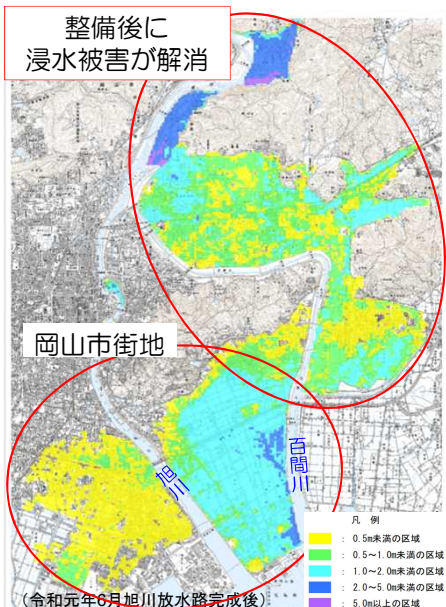 整備後に
浸水被害が解消
岡山市街地
旭川
百間川
凡 例
: 0.5m未満の区域
: 0.5～1.0m未満の区域
: 1.0～2.0m未満の区域
: 2.0～5.0m未満の区域
: 5.0m以上の区域
(令和元年6月旭川放水路完成後)